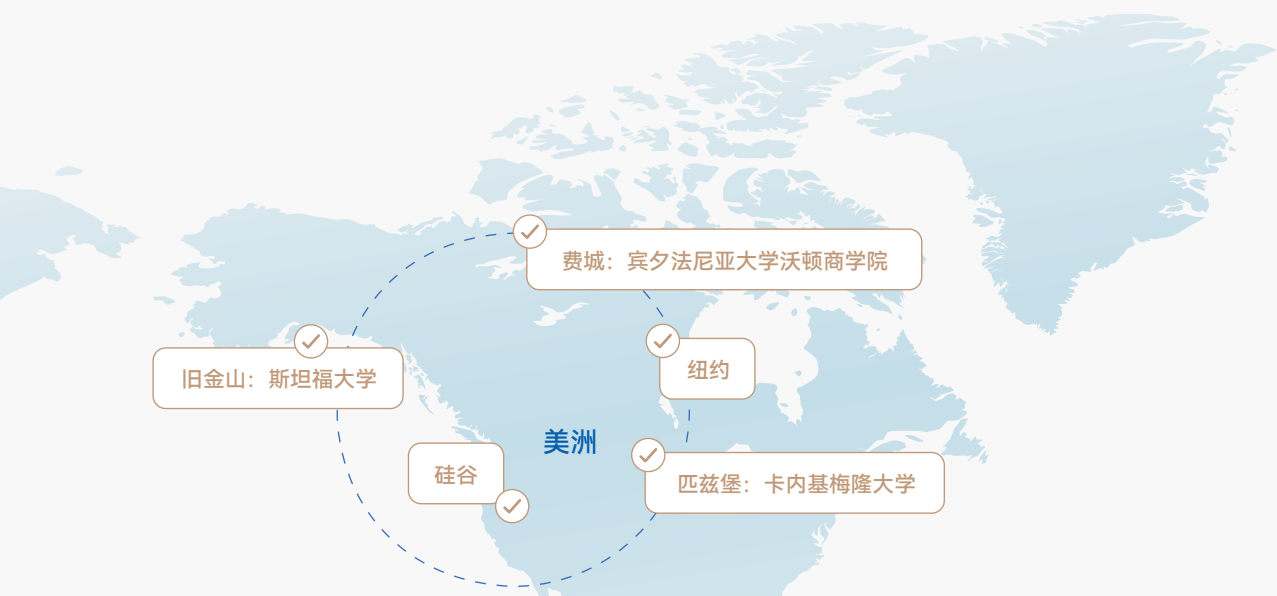 费城：宾夕法尼亚大学沃顿商学院
纽约
旧金山：斯坦福大学
美洲
硅谷
匹兹堡：卡内基梅隆大学